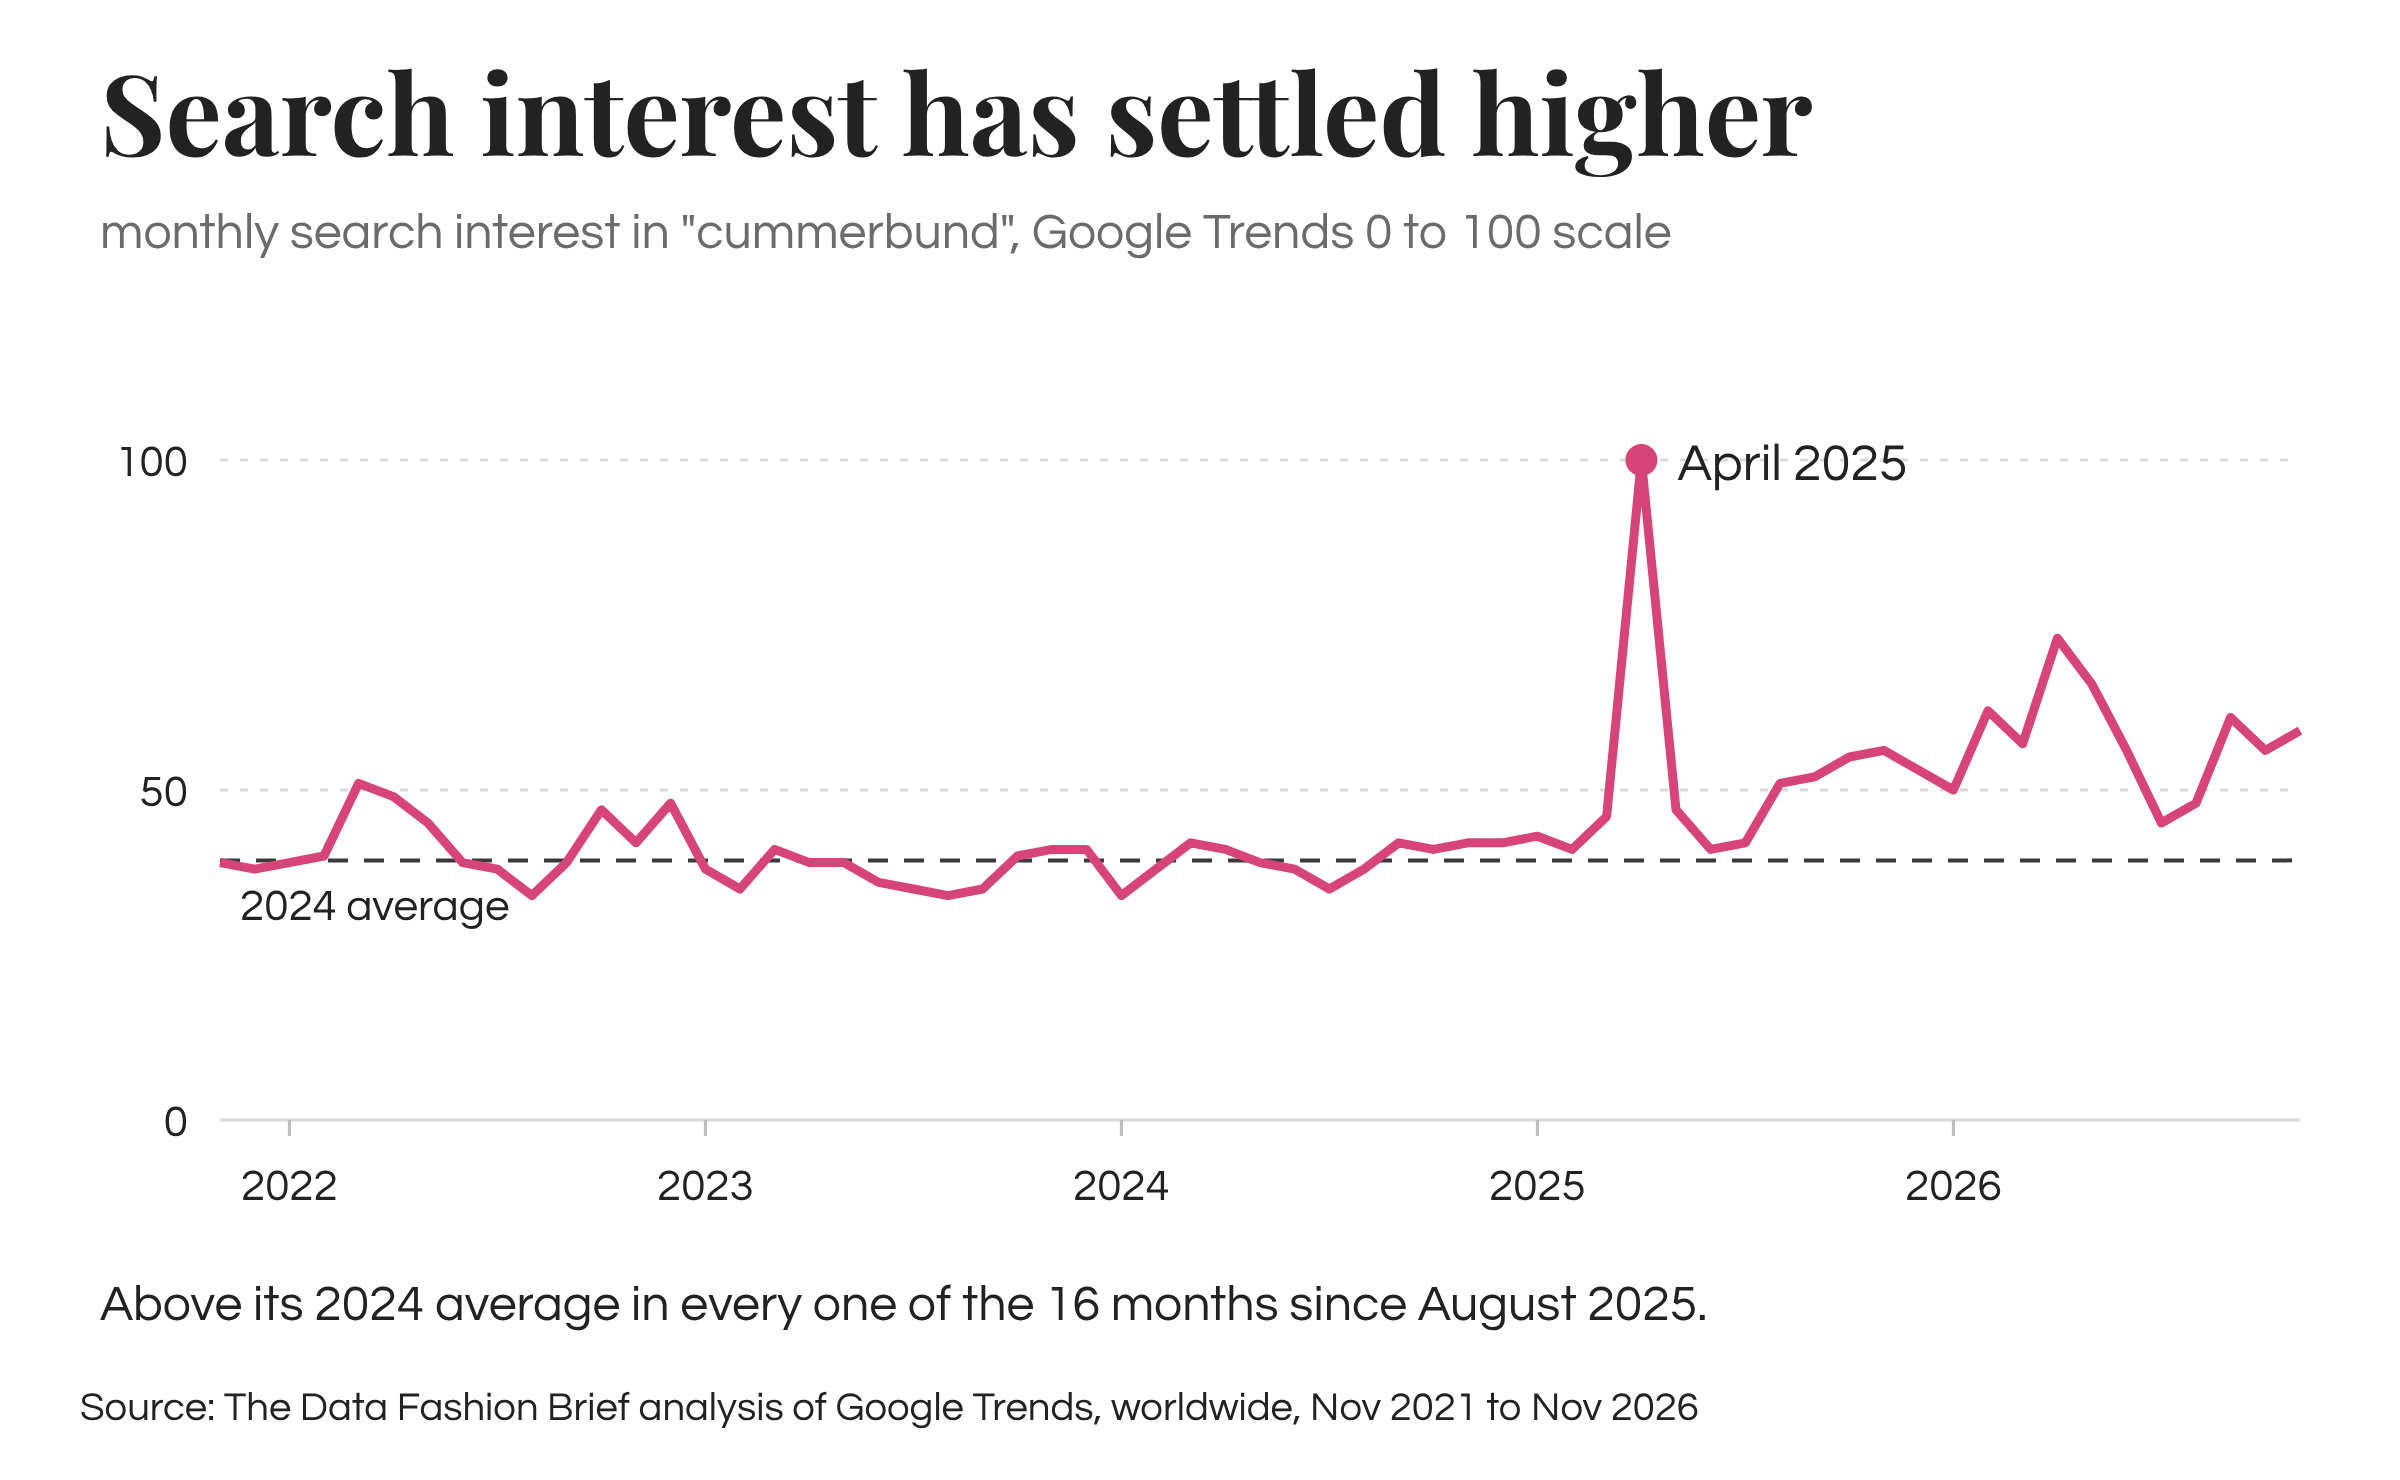 Search interest has settled higher
monthly search interest in "cummerbund", Google Trends 0 to 100 scale
100
April 2025
50
2024 average
0
2022
2023
2024
2025
2026
Above its 2024 average in every one of the 16 months since August 2025.
Source: The Data Fashion Brief analysis of Google Trends, worldwide, Nov 2021 to Nov 2026